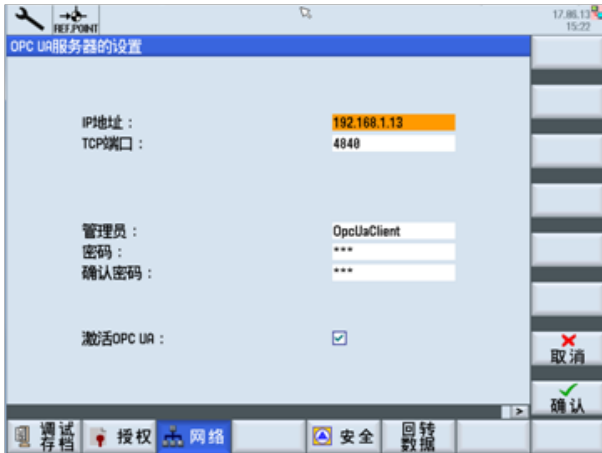 REF.POINT
17.06.13
15:22
OPC UA服务器的设置
IP地址：
192.168.1.13
TCP端口：
4840
管理员：
OpcUaClient
密码：
***
确认密码：
***
激活OPC UA：
取消
确认
调试存档
授权
网络
安全
回转数据